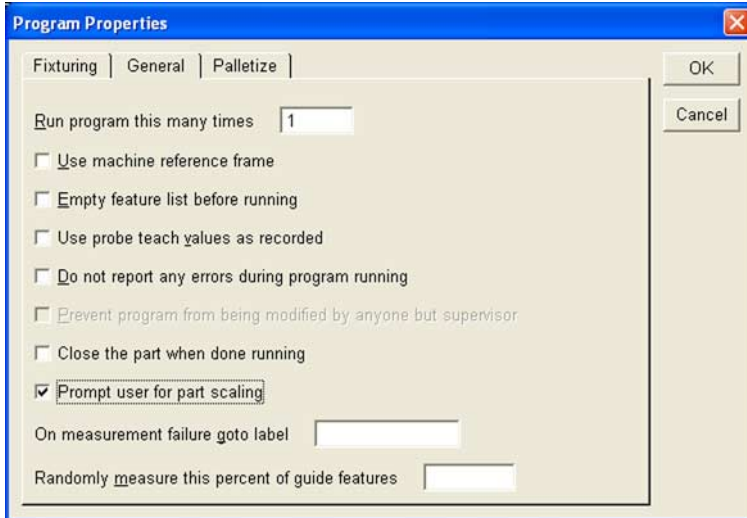 Program Properties
Fixturing General Palletize
OK
Cancel
Run program this many times 1
Use machine reference frame
Empty feature list before running
Use probe teach values as recorded
Do not report any errors during program running
Prevent program from being modified by anyone but supervisor
Close the part when done running
Prompt user for part scaling
On measurement failure goto label
Randomly measure this percent of guide features